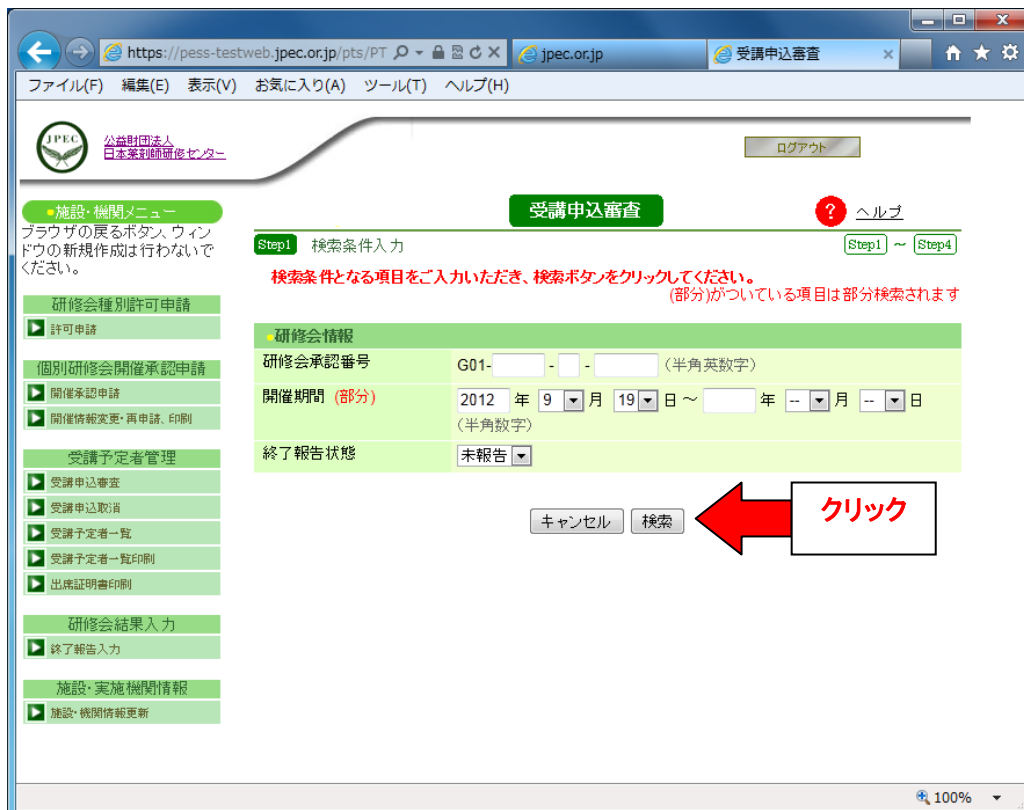 https://pess-testweb.jpec.or.jp/pts/PT
jpec.or.jp
受講申込審査
ファイル(F) 編集(E) 表示(V) お気に入り(A) ツール(T) ヘルプ(H)
JPEC
公益財団法人
日本薬剤師研修センター
ログアウト
●施設・機関メニュー
ブラウザの戻るボタン、ウィン
ドウの新規作成は行わないで
ください。
研修会種別許可申請
許可申請
個別研修会開催承認申請
開催承認申請
開催情報変更・再申請、印刷
受講予定者管理
受講申込審査
受講申込取消
受講予定者一覧
受講予定者一覧印刷
出席証明書印刷
研修会結果入力
終了報告入力
施設・実施機関情報
施設・機関情報更新
受講申込審査
? ヘルプ
Step1 検索条件入力
Step1 ~ Step4
検索条件となる項目をご入力いただき、検索ボタンをクリックしてください。
(部分)がついている項目は部分検索されます
●研修会情報
研修会承認番号 G01- - - (半角英数字)
開催期間 (部分) 2012 年 9 月 19 日 ~ 年 -- 月 -- 日
(半角数字)
終了報告状態 未報告
キャンセル 検索
クリック
100%